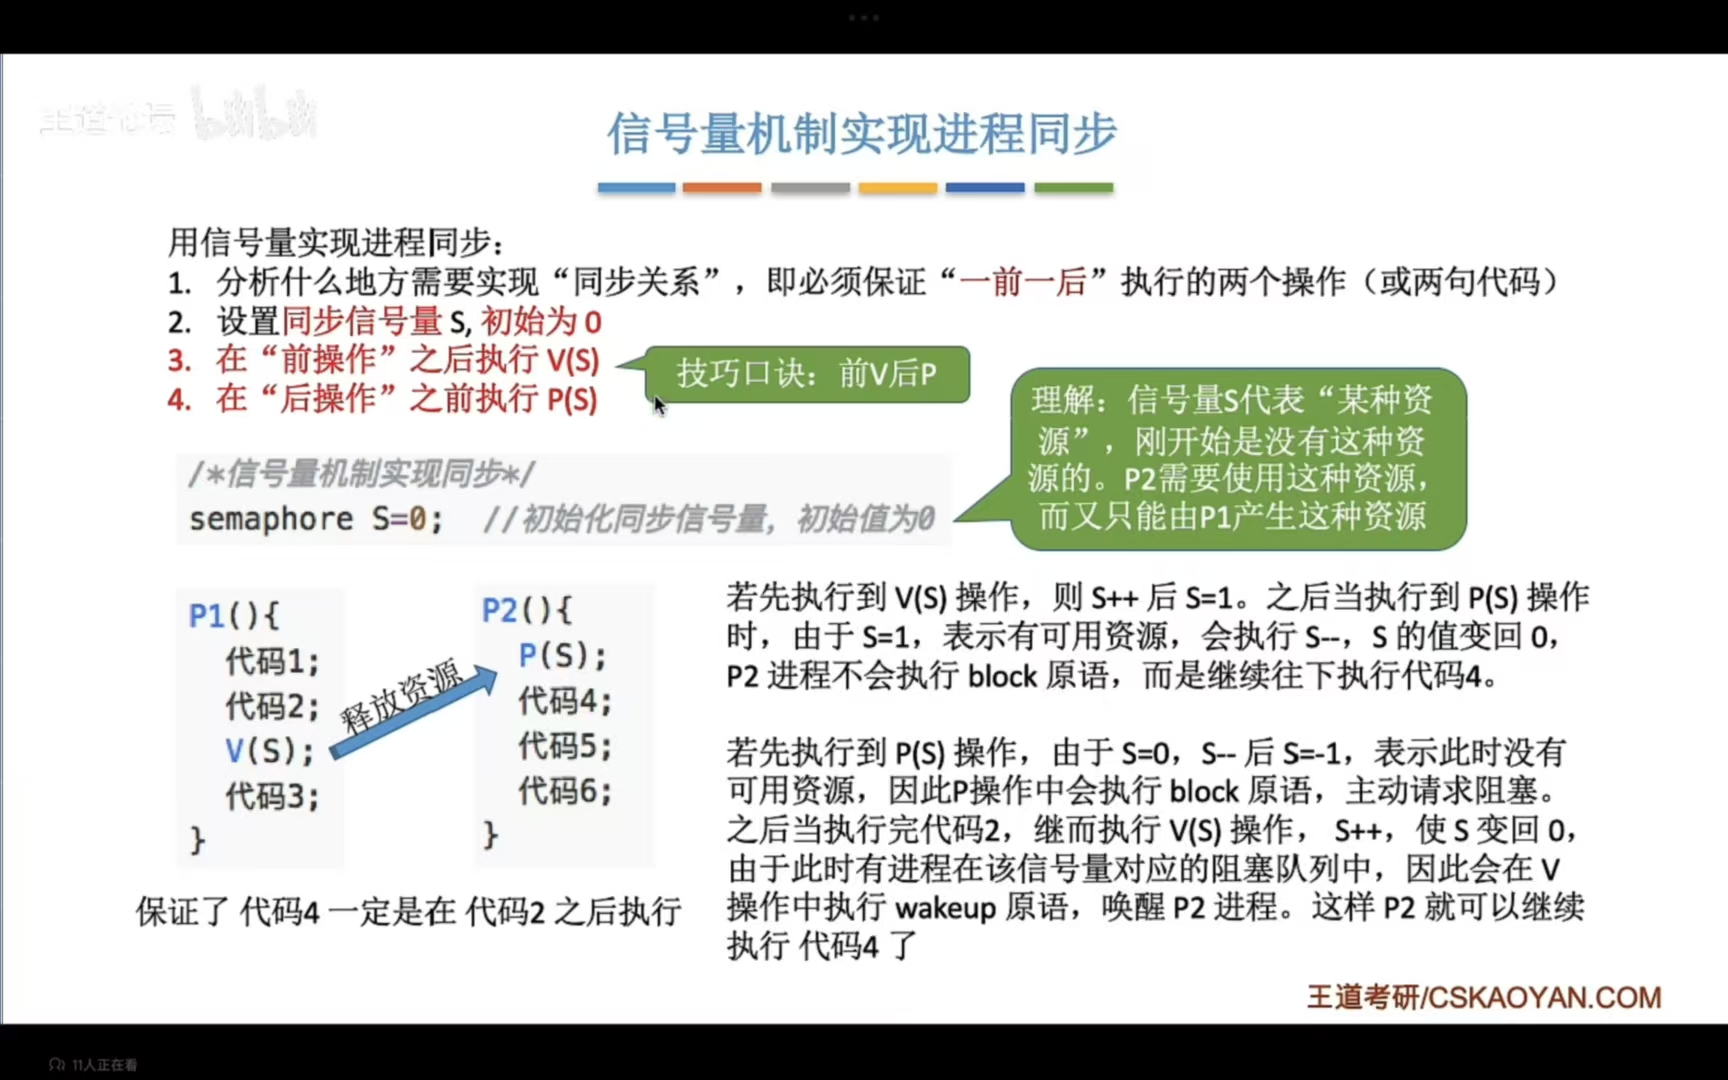 王道论坛 bilibili
信号量机制实现进程同步
用信号量实现进程同步：
1. 分析什么地方需要实现“同步关系”，即必须保证“一前一后”执行的两个操作（或两句代码）
2. 设置同步信号量 S, 初始为 0
3. 在“前操作”之后执行 V(S)
4. 在“后操作”之前执行 P(S)
技巧口诀：前V后P
理解：信号量S代表“某种资
源”，刚开始是没有这种资
源的。P2需要使用这种资源，
而又只能由P1产生这种资源
/*信号量机制实现同步*/
semaphore S=0; //初始化同步信号量，初始值为0
P1(){
代码1;
代码2;
V(S);
代码3;
}
释放资源
P2(){
P(S);
代码4;
代码5;
代码6;
}
保证了 代码4 一定是在 代码2 之后执行
若先执行到 V(S) 操作，则 S++ 后 S=1。之后当执行到 P(S) 操作
时，由于 S=1，表示有可用资源，会执行 S--，S 的值变回 0，
P2 进程不会执行 block 原语，而是继续往下执行代码4。
若先执行到 P(S) 操作，由于 S=0，S-- 后 S=-1，表示此时没有
可用资源，因此P操作中会执行 block 原语，主动请求阻塞。
之后当执行完代码2，继而执行 V(S) 操作， S++，使 S 变回 0，
由于此时有进程在该信号量对应的阻塞队列中，因此会在 V
操作中执行 wakeup 原语，唤醒 P2 进程。这样 P2 就可以继续
执行 代码4 了
王道考研/CSKAOYAN.COM
11人正在看